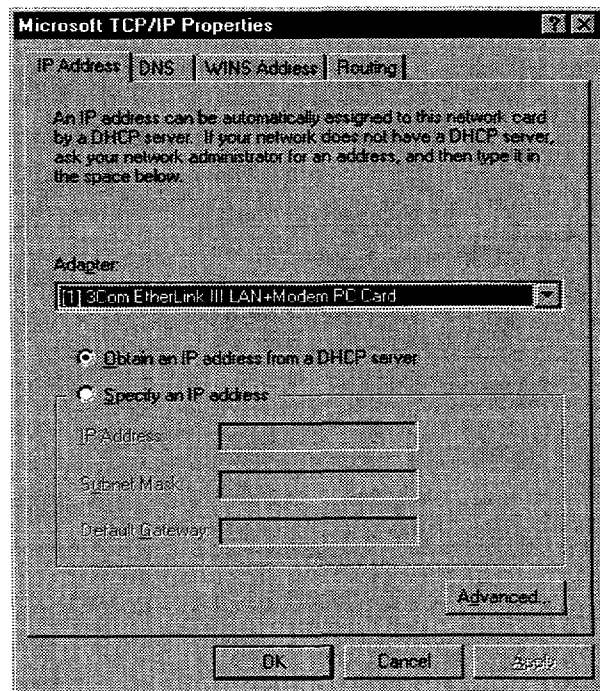 Microsoft TCP/IP Properties
IP Address DNS WINS Address Routing
An IP address can be automatically assigned to this network card
by a DHCP server. If your network does not have a DHCP server,
ask your network administrator for an address, and then type it in
the space below.
Adapter:
[1] 3Com EtherLink III LAN+Modem PC Card
Obtain an IP address from a DHCP server
Specify an IP address
IP Address:
Subnet Mask:
Default Gateway:
Advanced...
OK Cancel Apply